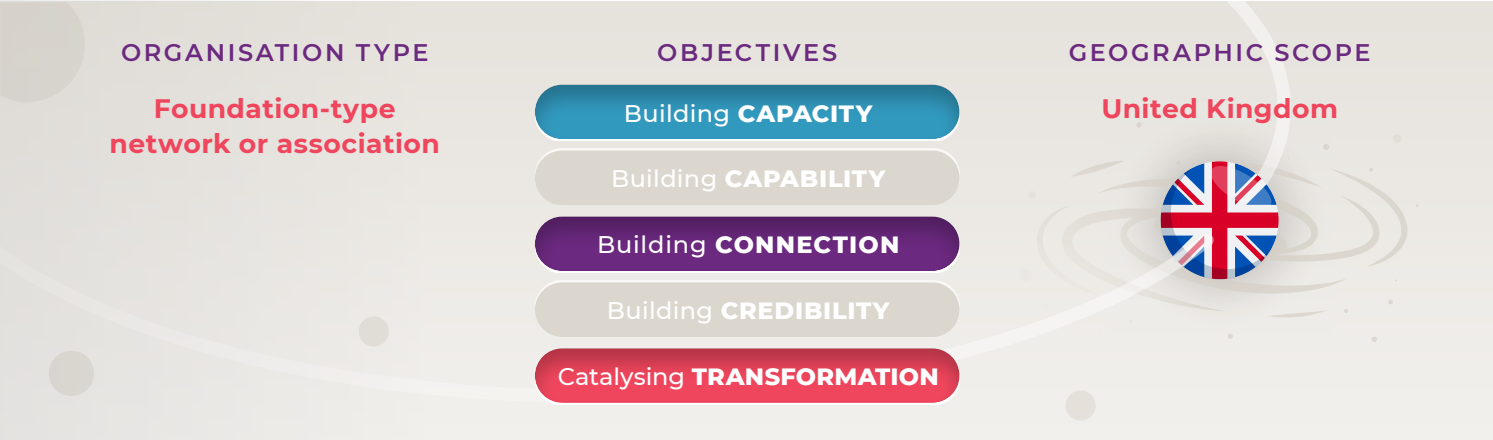 ORGANISATION TYPE
Foundation-type
network or association
OBJECTIVES
Building CAPACITY
Building CAPABILITY
Building CONNECTION
Building CREDIBILITY
Catalysing TRANSFORMATION
GEOGRAPHIC SCOPE
United Kingdom